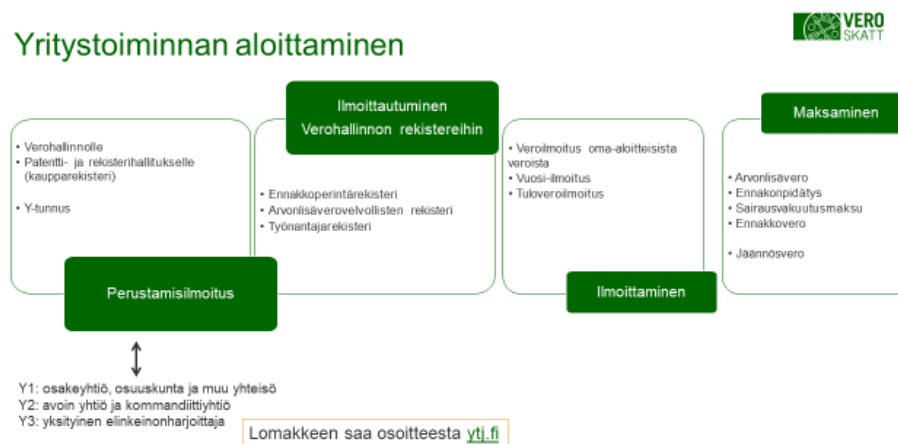 Yritystoiminnan aloittaminen
VERO
SKATT
Ilmoittautuminen
Verohallinnon rekistereihin
Maksaminen
• Verohallinnolle
• Patentti- ja rekisterihallitukselle
(kaupparekisteri)
• Y-tunnus
Perustamisilmoitus
• Ennakkoperintärekisteri
• Arvonlisäverovelvollisten rekisteri
• Työnantajarekisteri
• Veroilmoitus oma-aloitteisista
veroista
• Vuosi-ilmoitus
• Tuloveroilmoitus
Ilmoittaminen
• Arvonlisävero
• Ennakonpidätys
• Sairausvakuutusmaksu
• Ennakkovero
• Jäännösvero
Y1: osakeyhtiö, osuuskunta ja muu yhteisö
Y2: avoin yhtiö ja kommandiittiyhtiö
Y3: yksityinen elinkeinonharjoittaja
Lomakkeen saa osoitteesta ytj.fi